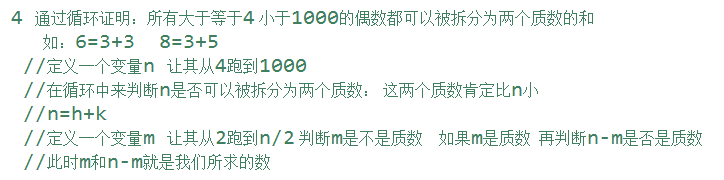 4 通过循环证明：所有大于等于4 小于1000的偶数都可以被拆分为两个质数的和
如：6=3+3 8=3+5
//定义一个变量n 让其从4跑到1000
//在循环中来判断n是否可以被拆分为两个质数： 这两个质数肯定比n小
//n=h+k
//定义一个变量m 让其从2跑到n/2 判断m是不是质数 如果m是质数 再判断n-m是否是质数
//此时m和n-m就是我们所求的数